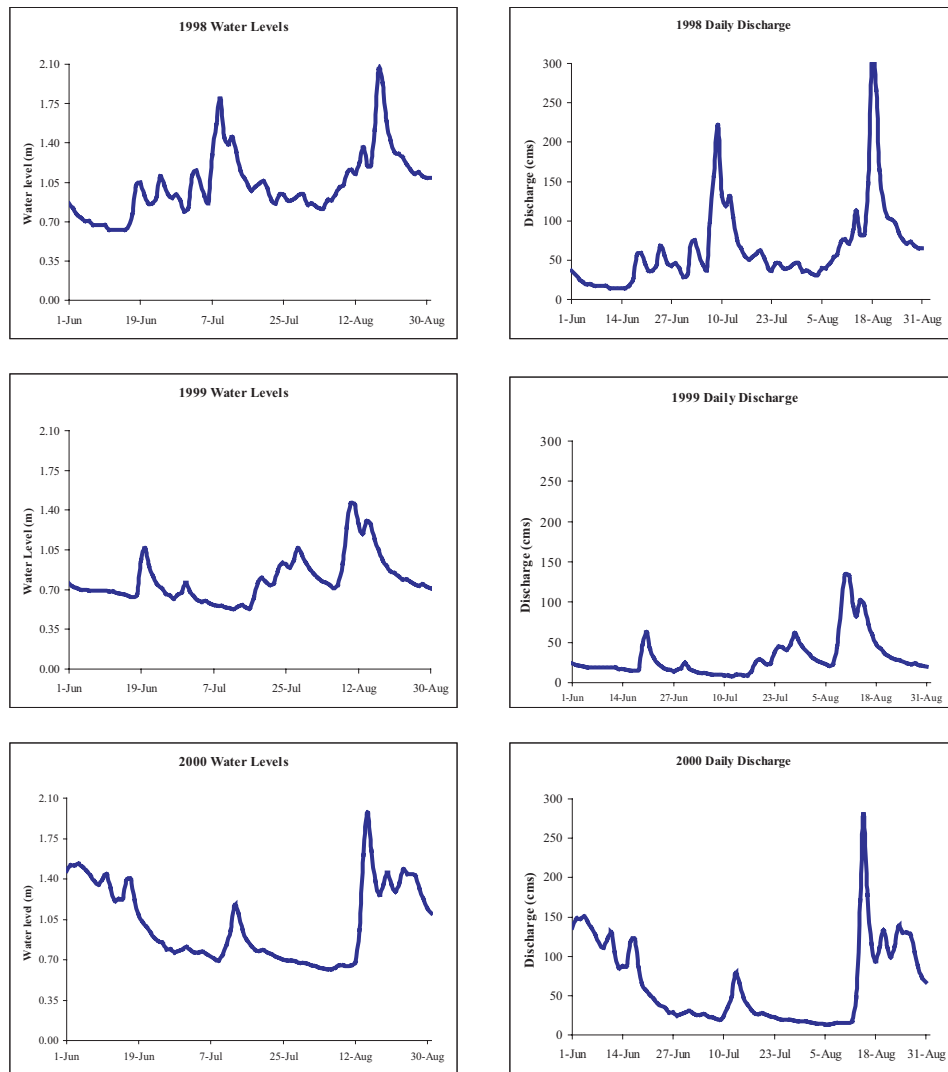 1998 Water Levels
Water level (m)
2.10
1.75
1.40
1.05
0.70
0.35
0.00
1-Jun 19-Jun 7-Jul 25-Jul 12-Aug 30-Aug
1998 Daily Discharge
Discharge (cms)
300
250
200
150
100
50
0
1-Jun 14-Jun 27-Jun 10-Jul 23-Jul 5-Aug 18-Aug 31-Aug
1999 Water Levels
Water Level (m)
2.10
1.75
1.40
1.05
0.70
0.35
0.00
1-Jun 19-Jun 7-Jul 25-Jul 12-Aug 30-Aug
1999 Daily Discharge
Discharge (cms)
300
250
200
150
100
50
0
1-Jun 14-Jun 27-Jun 10-Jul 23-Jul 5-Aug 18-Aug 31-Aug
2000 Water Levels
Water level (m)
2.10
1.75
1.40
1.05
0.70
0.35
0.00
1-Jun 19-Jun 7-Jul 25-Jul 12-Aug 30-Aug
2000 Daily Discharge
Discharge (cms)
300
250
200
150
100
50
0
1-Jun 14-Jun 27-Jun 10-Jul 23-Jul 5-Aug 18-Aug 31-Aug